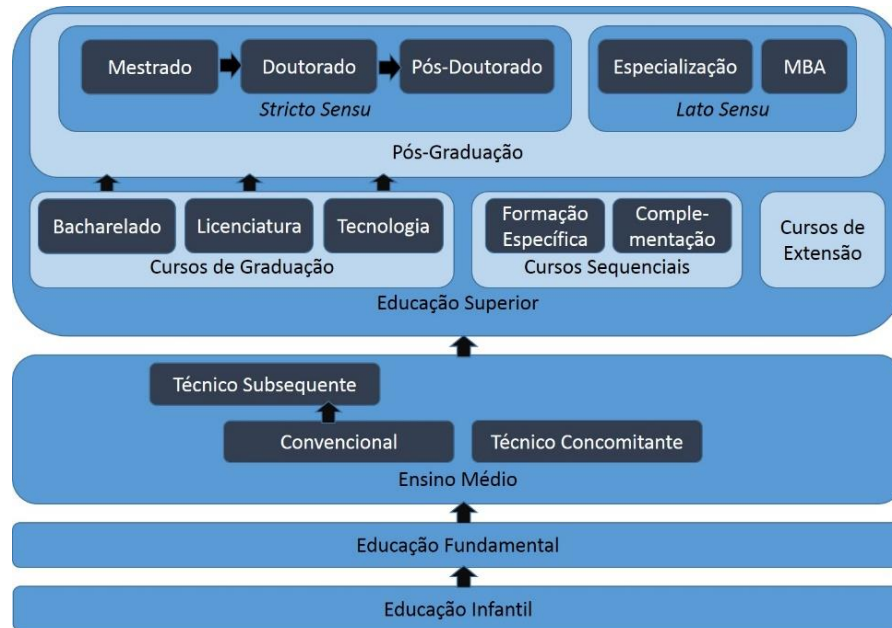 Mestrado
Doutorado
Pós-Doutorado
Stricto Sensu
Especialização
MBA
Lato Sensu
Pós-Graduação
Bacharelado
Licenciatura
Tecnologia
Cursos de Graduação
Formação
Específica
Comple-
mentação
Cursos Sequenciais
Cursos de
Extensão
Educação Superior
Técnico Subsequente
Convencional
Técnico Concomitante
Ensino Médio
Educação Fundamental
Educação Infantil